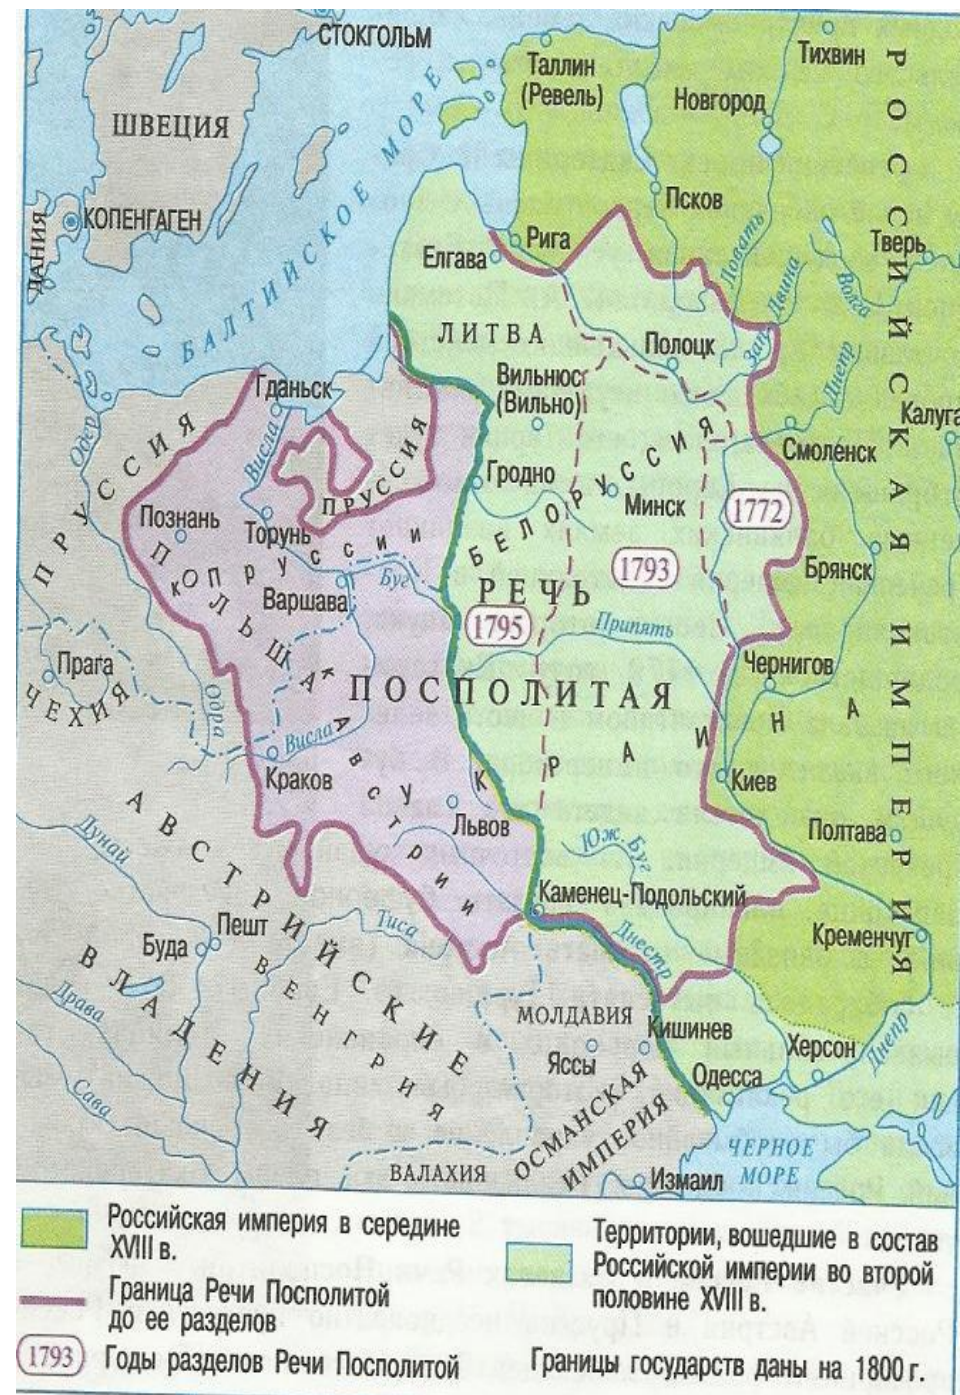 СТОКГОЛЬМ
Таллин
(Ревель)
Тихвин
Новгород
ШВЕЦИЯ
БАЛТИЙСКОЕ МОРЕ
Псков
КОПЕНГАГЕН
ДАНИЯ
РОССИЙСКАЯ ИМПЕРИЯ
Рига
Елгава
Ловать
Зап. Двина
Волга
Тверь
ЛИТВА
Полоцк
Днепр
Гданьск
Вильнюс
(Вильно)
Калуга
Одер
Висла
ПРУССИЯ
ПРУССИЯ
Смоленск
Гродно
БЕЛОРУССИЯ
Минск
1772
Познань
Торунь
К Пруссии
Варшава
Буг
РЕЧЬ
1793
Брянск
1795
Припять
ПОЛЬША
Прага
ЧЕХИЯ
Чернигов
ПОСПОЛИТАЯ
Одра
Висла
К Австрии
УКРАИНА
Краков
Киев
Львов
Полтава
АВСТРИЙСКИЕ
ВЛАДЕНИЯ
Дунай
Юж. Буг
Каменец-Подольский
Пешт
Буда
Тиса
Днестр
Кременчуг
ВЕНГРИЯ
Драва
Сава
МОЛДАВИЯ
Кишинев
Яссы
Херсон
Днепр
Одесса
ОСМАНСКАЯ
ИМПЕРИЯ
ВАЛАХИЯ
Измаил
ЧЕРНОЕ
МОРЕ
Российская империя в середине
XVIII в.
Граница Речи Посполитой
до ее разделов
1793 Годы разделов Речи Посполитой
Территории, вошедшие в состав
Российской империи во второй
половине XVIII в.
Границы государств даны на 1800 г.